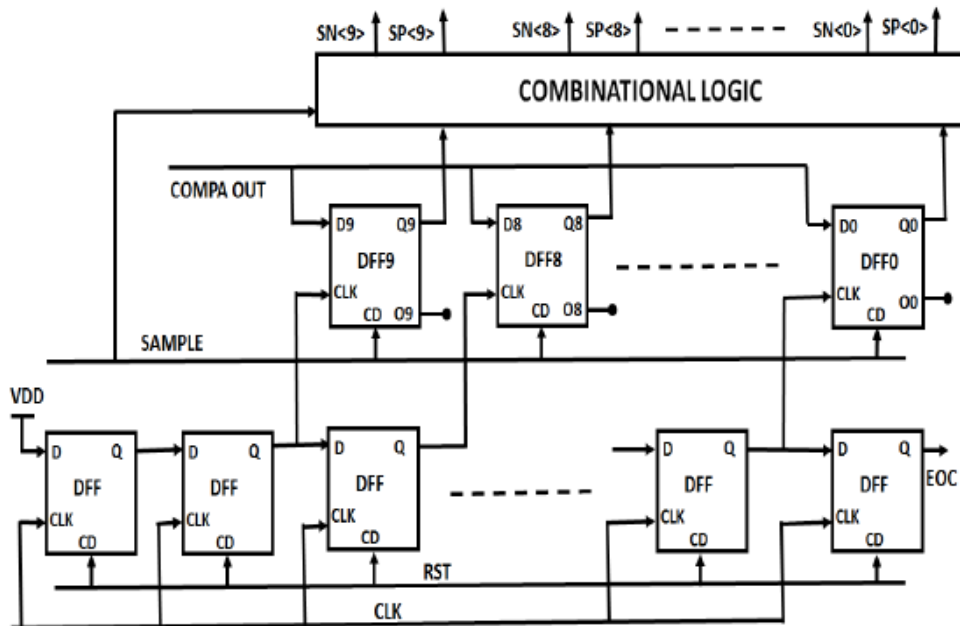 SN<9> SP<9> SN<8> SP<8> SN<0> SP<0>
COMBINATIONAL LOGIC
COMPA OUT
D9 Q9 D8 Q8 D0 Q0
DFF9 DFF8 DFF0
CLK CLK CLK
CD O9 CD O8 CD O0
SAMPLE
VDD
D Q D Q D Q D Q D Q
DFF DFF DFF DFF DFF
EOC
CLK CLK CLK CLK CLK
CD CD CD CD CD
RST
CLK